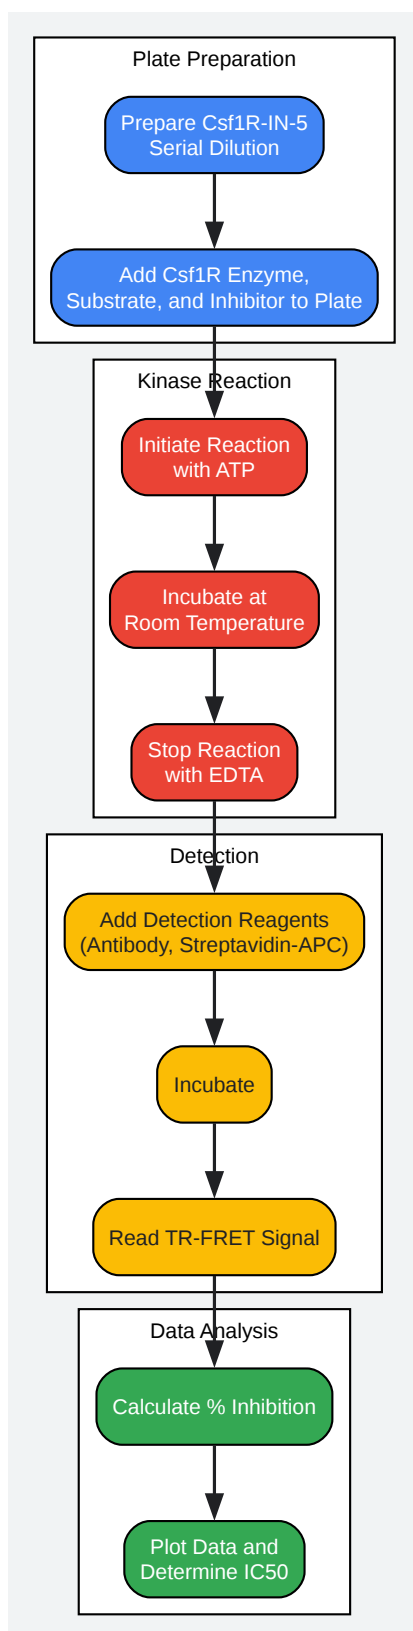 Plate Preparation
Prepare Csf1R-IN-5
Serial Dilution
Add Csf1R Enzyme,
Substrate, and Inhibitor to Plate
Kinase Reaction
Initiate Reaction
with ATP
Incubate at
Room Temperature
Stop Reaction
with EDTA
Detection
Add Detection Reagents
(Antibody, Streptavidin-APC)
Incubate
Read TR-FRET Signal
Data Analysis
Calculate % Inhibition
Plot Data and
Determine IC50